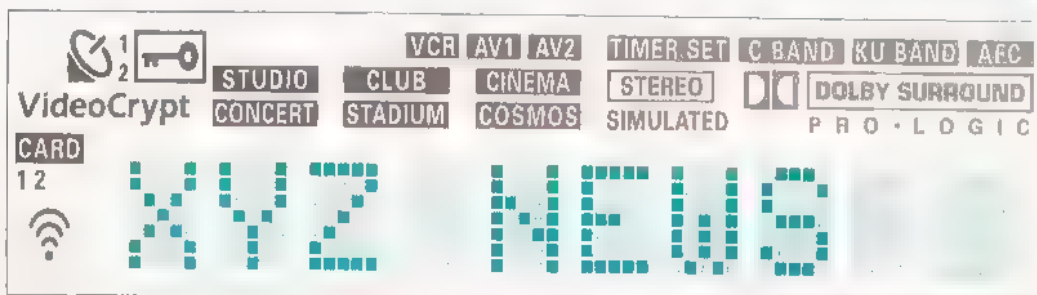 1 VCR AV1 AV2 TIMER SET C BAND KU BAND AFC
2
STUDIO CLUB CINEMA STEREO DOLBY SURROUND
VideoCrypt CONCERT STADIUM COSMOS SIMULATED PRO·LOGIC
CARD
12
XYZ NEWS